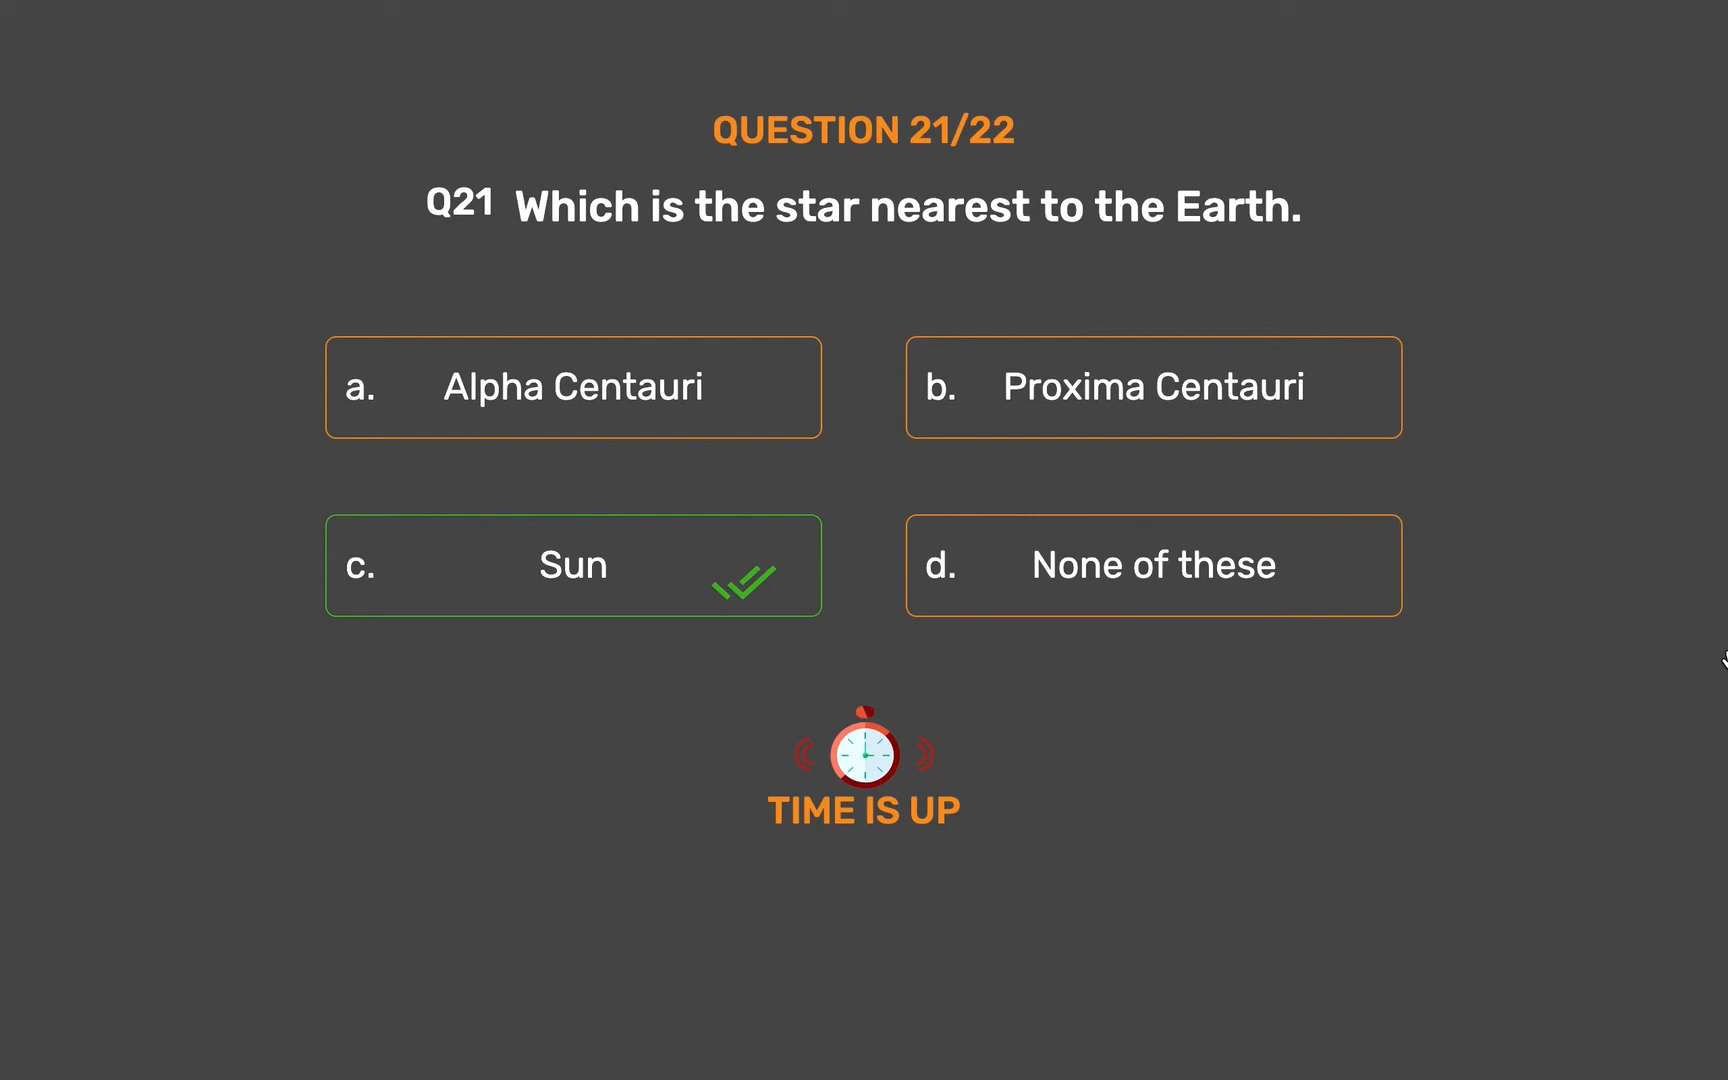 QUESTION 21/22
Q21 Which is the star nearest to the Earth.
a. Alpha Centauri
b. Proxima Centauri
c. Sun
d. None of these
TIME IS UP